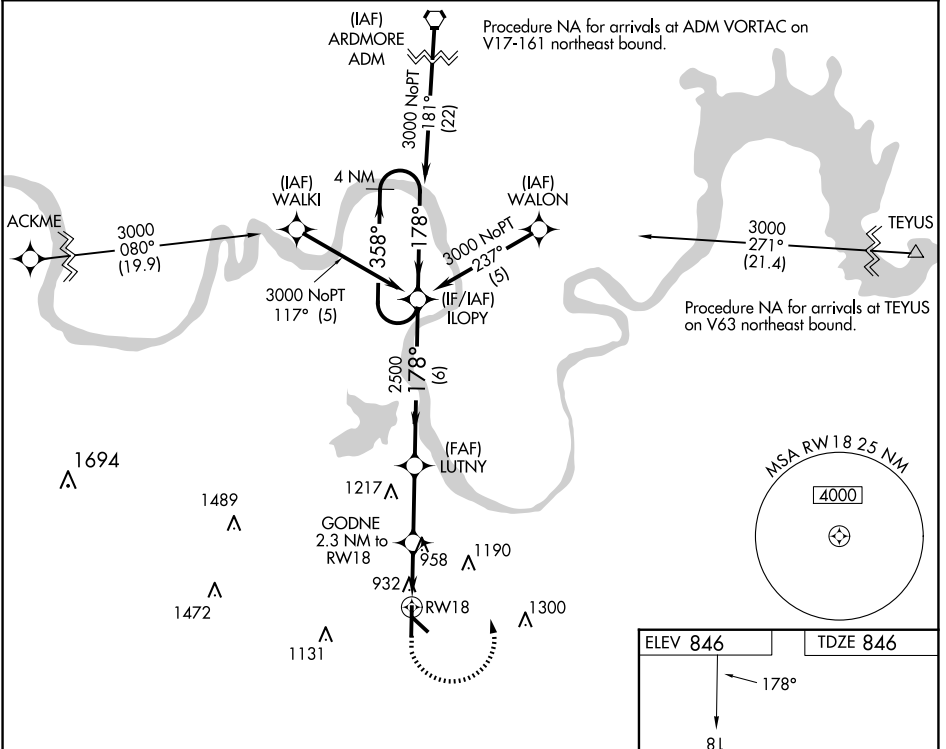 (IAF)
ARDMORE
ADM
Procedure NA for arrivals at ADM VORTAC on
V17-161 northeast bound.
3000 NoPT
181°
(22)
4 NM
(IAF)
WALKI
(IAF)
WALON
ACKME
3000
080°
(19.9)
358°
178°
3000 NoPT
237°
(5)
3000
271°
(21.4)
TEYUS
3000 NoPT
117° (5)
(IF/IAF)
ILOPY
Procedure NA for arrivals at TEYUS
on V63 northeast bound.
2500
178°
(6)
(FAF)
LUTNY
1694
1489
1217
GODNE
2.3 NM to
RW18
958
1190
932
RW18
1472
1131
1300
MSA RW18 25 NM
4000
ELEV 846
TDZE 846
178°
8L